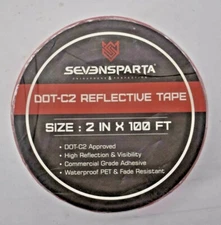 SEVENSPARTA
DOT-C2 REFLECTIVE TAPE
SIZE : 2 IN X 100 FT
• DOT-C2 Approved
• High Reflection & Visibility
• Commercial Grade Adhesive
• Waterproof PET & Fade Resistant